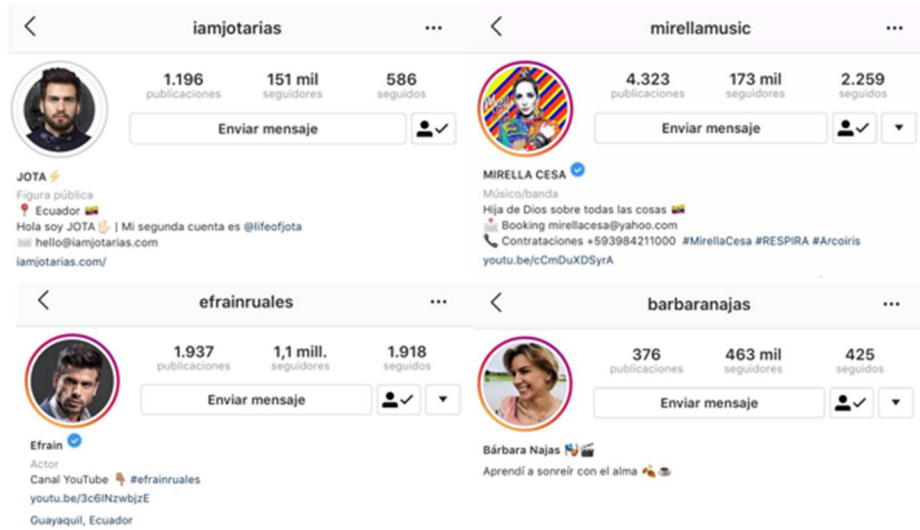 iamjotarias
1.196 151 mil 586
publicaciones seguidores seguidos
Enviar mensaje
JOTA⚡
Figura pública
📍 Ecuador 🇪🇨
Hola soy JOTA🖐🏻 | Mi segunda cuenta es @lifeofjota
📧 hello@iamjotarias.com
iamjotarias.com/
mirellamusic
4.323 173 mil 2.259
publicaciones seguidores seguidos
Enviar mensaje
MIRELLA CESA
Músico/banda
Hija de Dios sobre todas las cosas 🇪🇨
📩 Booking mirellacesa@yahoo.com
📞 Contrataciones +593984211000 #MirellaCesa #RESPIRA #Arcoiris
youtu.be/cCmDuXDSyrA
efrainruales
1.937 1,1 mill. 1.918
publicaciones seguidores seguidos
Enviar mensaje
Efrain
Actor
Canal YouTube 👇🏽 #efrainruales
youtu.be/3c6lNzwbjzE
Guayaquil, Ecuador
barbaranajas
376 463 mil 425
publicaciones seguidores seguidos
Enviar mensaje
Bárbara Najas
Aprendí a sonreír con el alma 🍂 ☕